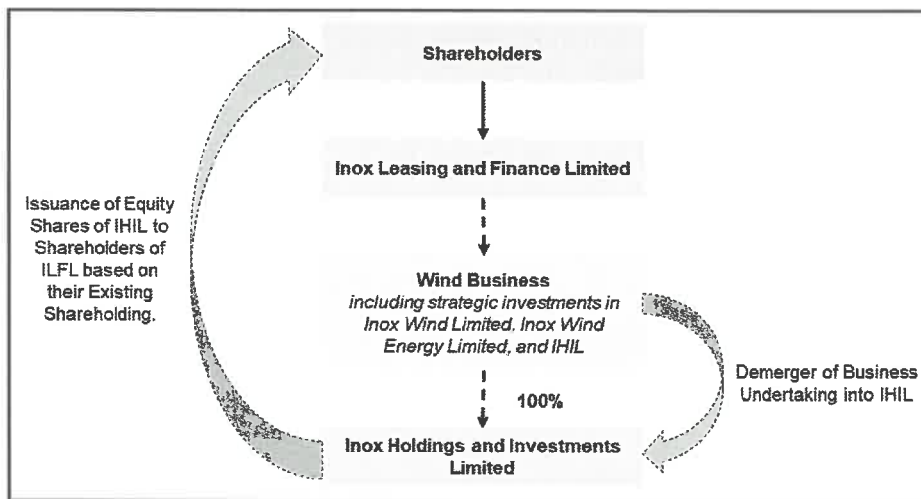 Shareholders
Inox Leasing and Finance Limited
Issuance of Equity
Shares of IHIL to
Shareholders of
ILFL based on
their Existing
Shareholding.
Wind Business
including strategic investments in
Inox Wind Limited, Inox Wind
Energy Limited, and IHIL
Demerger of Business
Undertaking into IHIL
100%
Inox Holdings and Investments
Limited